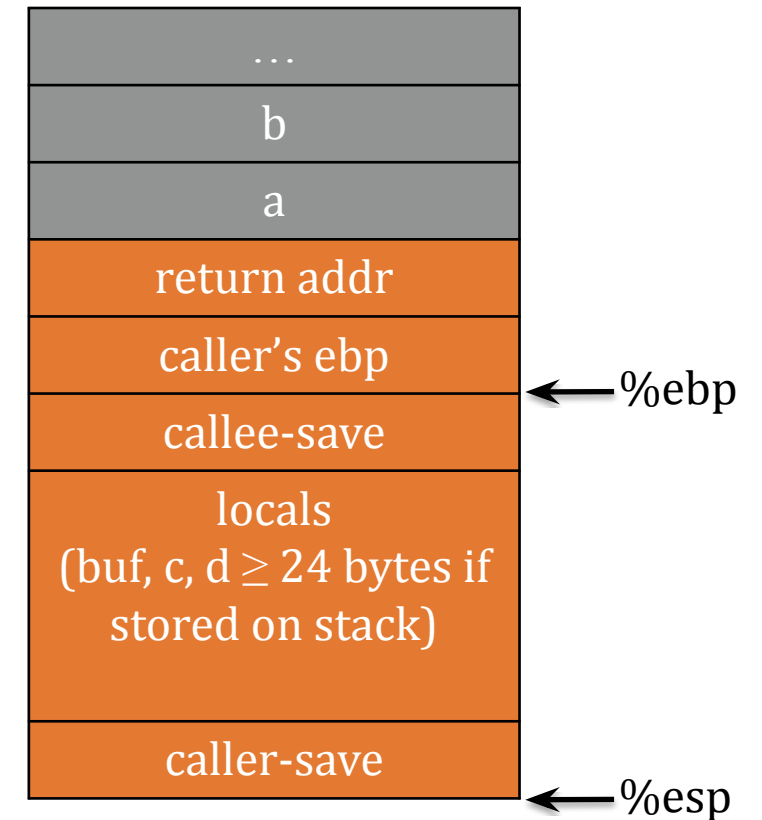 ...
b
a
return addr
caller’s ebp
%ebp
callee-save
locals
(buf, c, d ≥ 24 bytes if
stored on stack)
caller-save
%esp